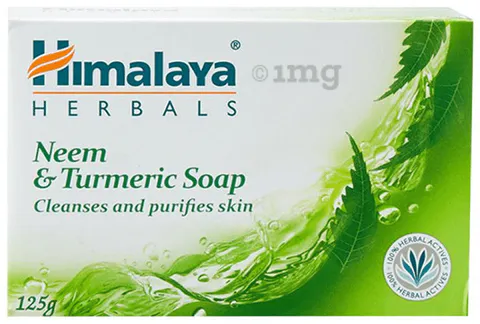 Himalaya®
© 1mg
HERBALS
Neem
& Turmeric Soap
Cleanses and purifies skin
100% HERBAL ACTIVES
100% HERBAL ACTIVES
125g